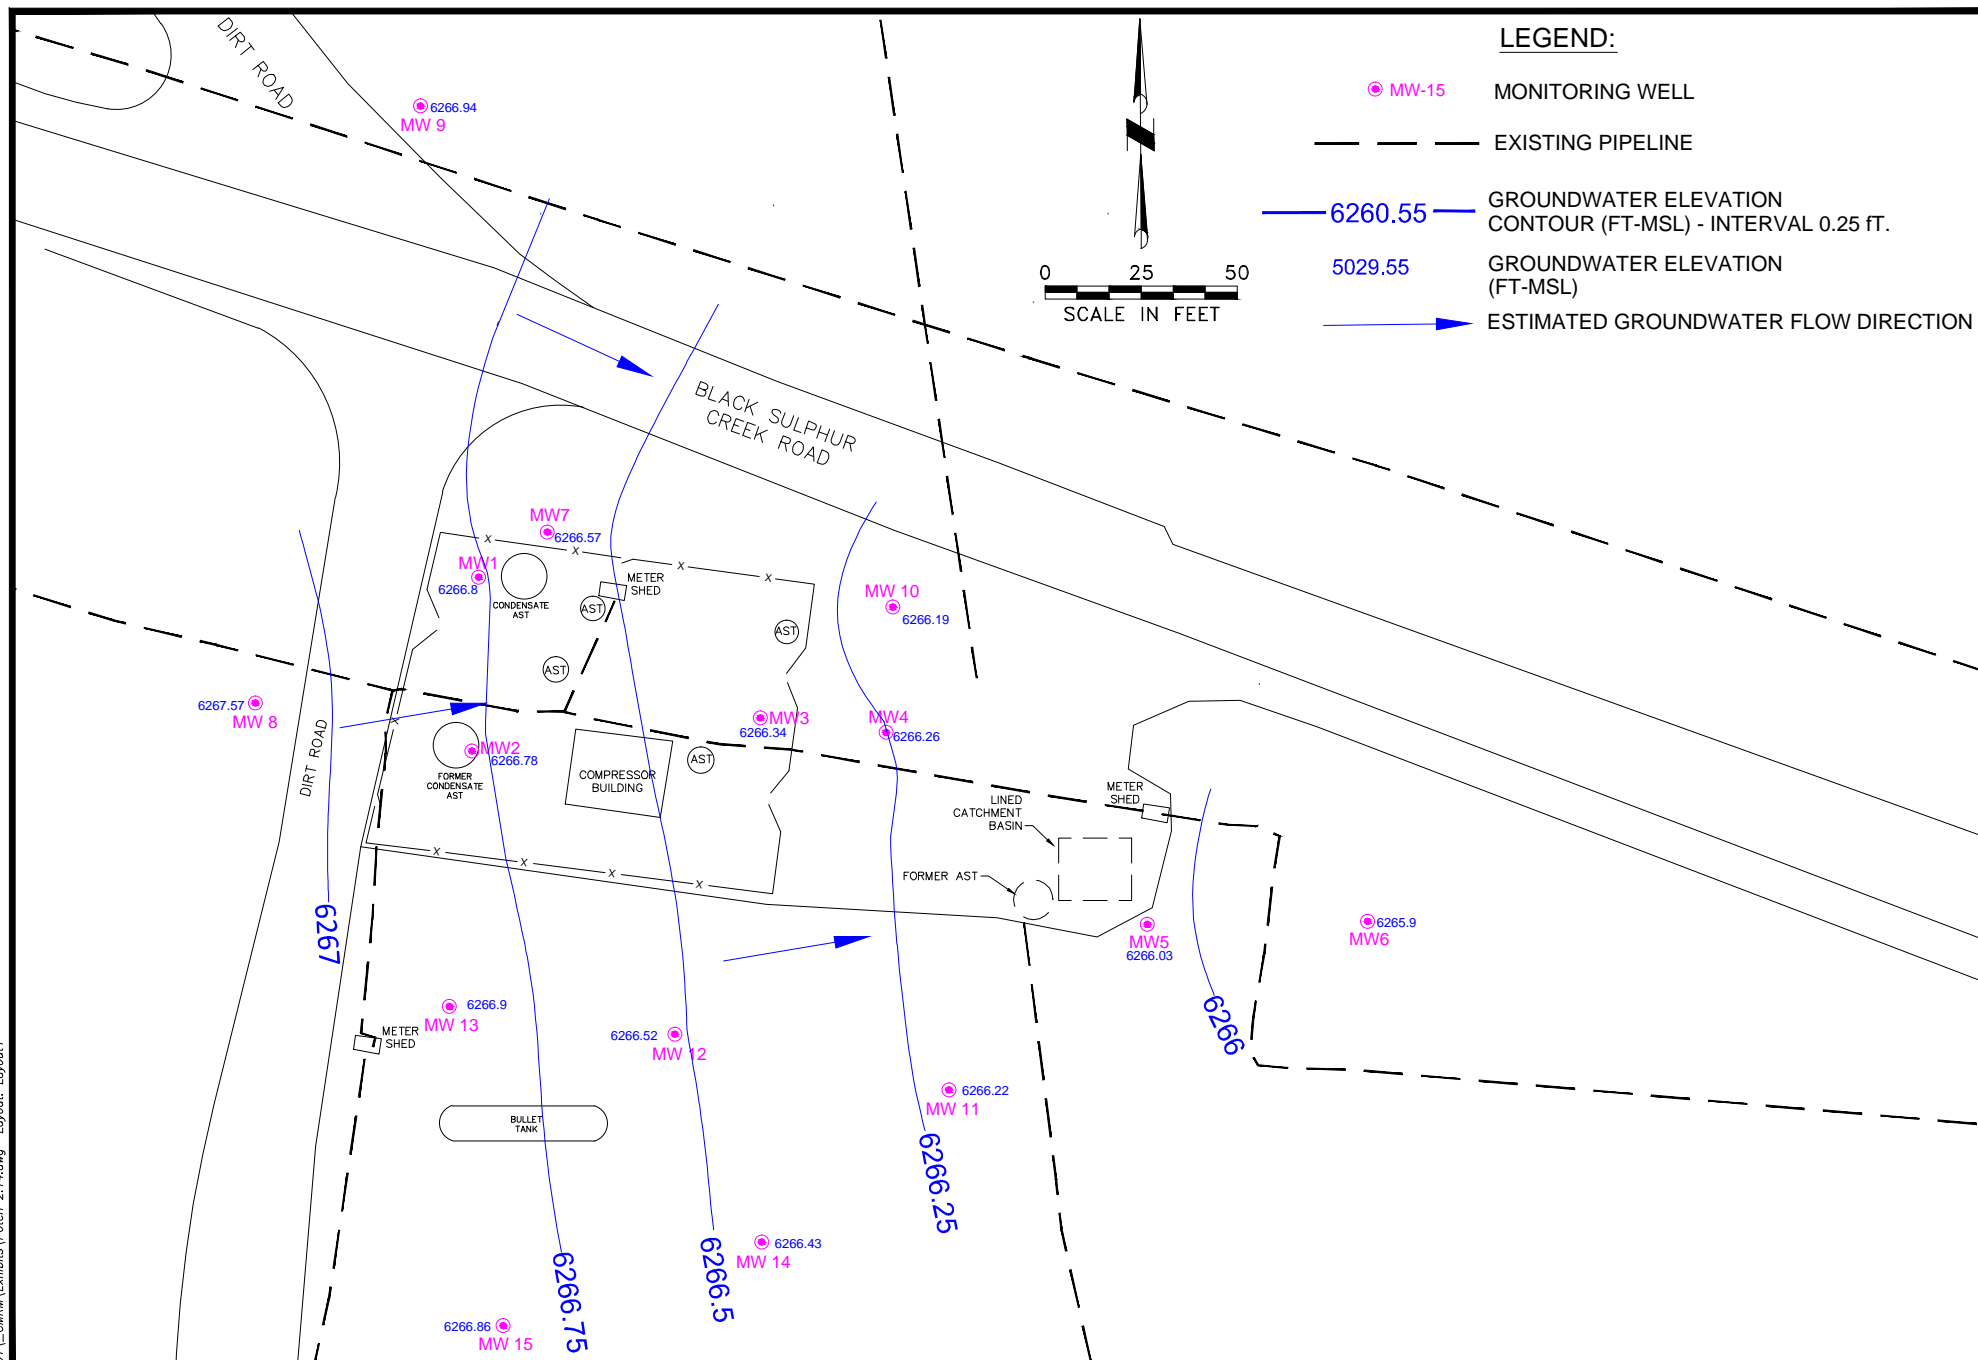 LEGEND:
MW-15
MONITORING WELL
EXISTING PIPELINE
6260.55
GROUNDWATER ELEVATION
CONTOUR (FT-MSL) - INTERVAL 0.25 fT.
5029.55
GROUNDWATER ELEVATION
(FT-MSL)
ESTIMATED GROUNDWATER FLOW DIRECTION
0 25 50
SCALE IN FEET
DIRT ROAD
6266.94
MW 9
BLACK SULPHUR
CREEK ROAD
MW7
6266.57
MW1
6266.8
CONDENSATE
AST
METER
SHED
AST
AST
AST
MW 10
6266.19
6267.57
MW 8
DIRT ROAD
MW2
6266.78
FORMER
CONDENSATE
AST
COMPRESSOR
BUILDING
AST
MW3
6266.34
MW4
6266.26
METER
SHED
LINED
CATCHMENT
BASIN
FORMER AST
MW5
6266.03
6265.9
MW6
6267
6266
6266.9
MW 13
METER
SHED
6266.52
MW 12
6266.22
MW 11
BULLET
TANK
6266.25
6266.43
MW 14
6266.5
6266.75
6266.86
MW 15
X
X
X
X
X
X
X
X
X